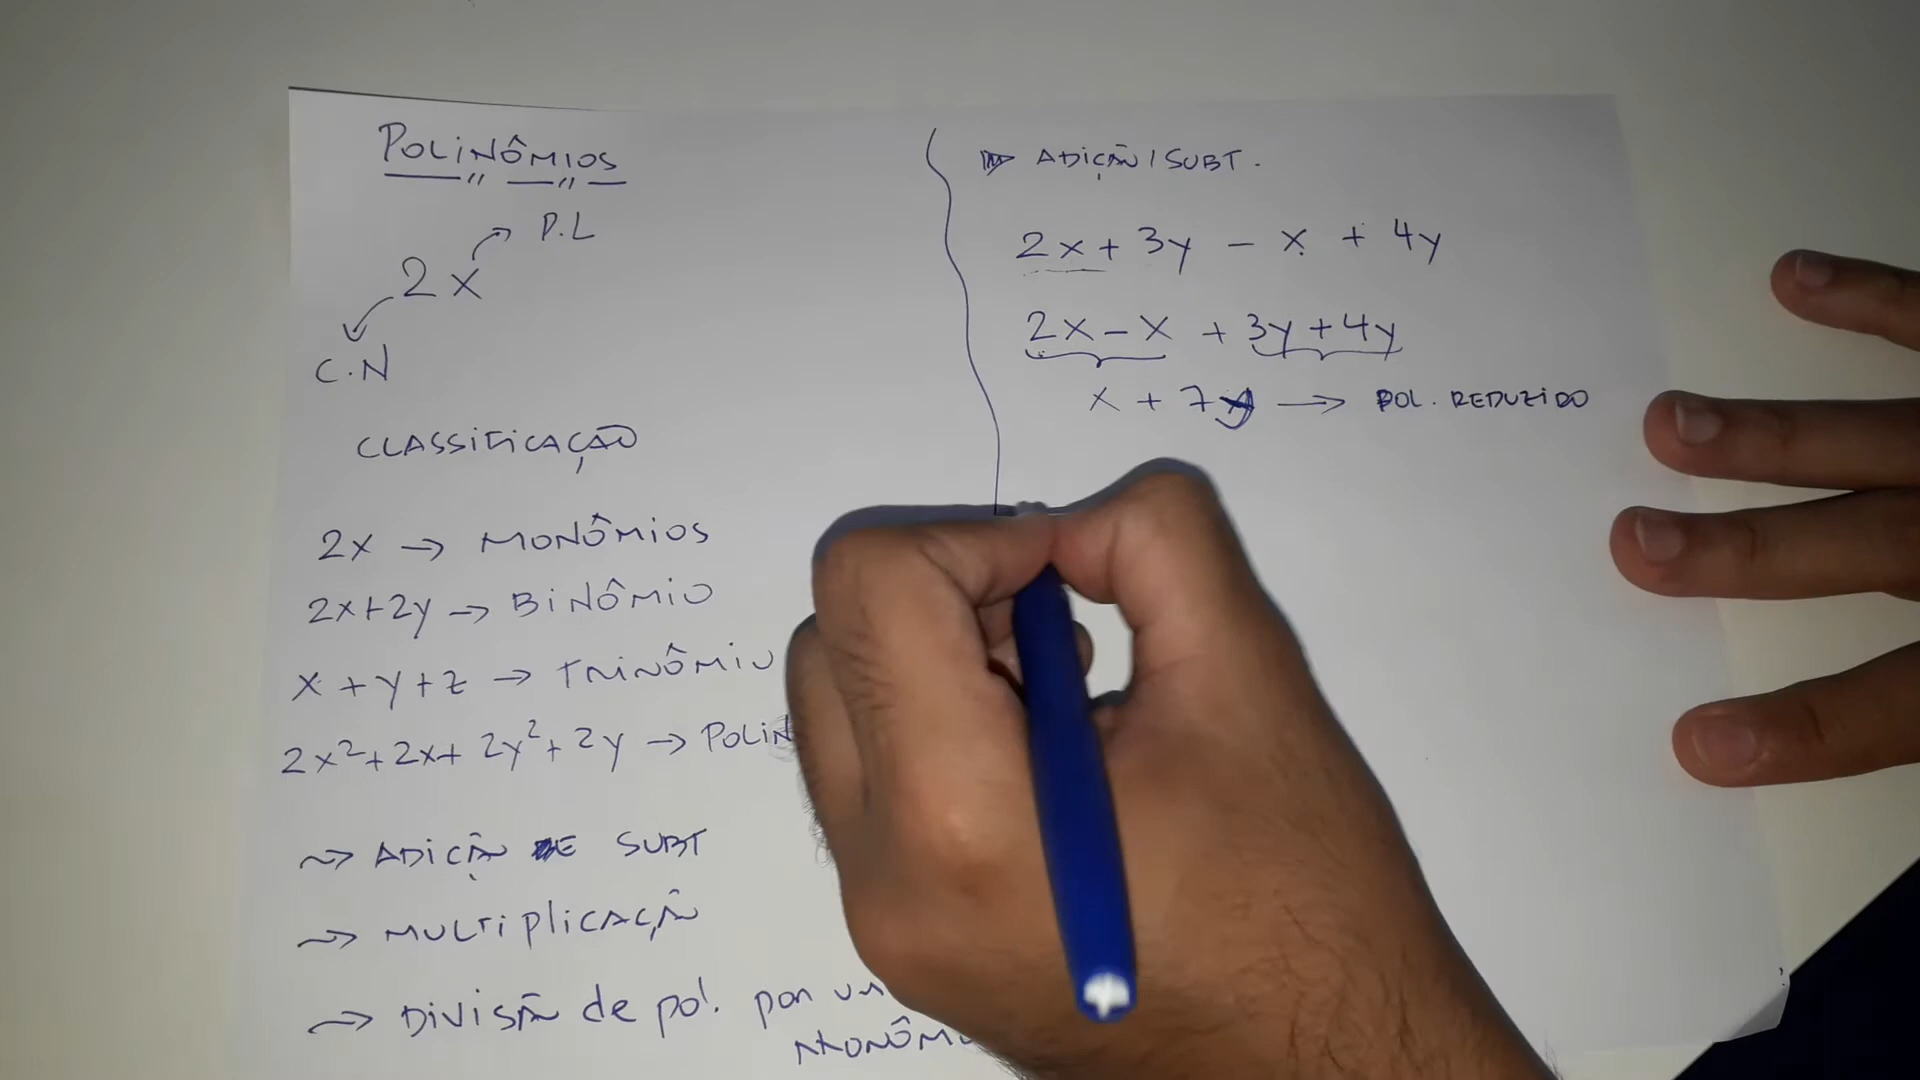 POLINÔMIOS
P.L
2x
C.N
CLASSIFICAÇÃO
2x → MONÔMIOS
2x+2y → BINÔMIO
x+y+z → TRINÔMIO
2x²+2x+2y²+2y → POLIN
~> ADIÇÃO E SUBT
~> MULTIPLICAÇÃO
~> DIVISÃO de pol. por um
MONÔM
ADIÇÃO/SUBT.
2x+3y - x + 4y
2x-x + 3y+4y
x + 7y → POL. REDUZIDO